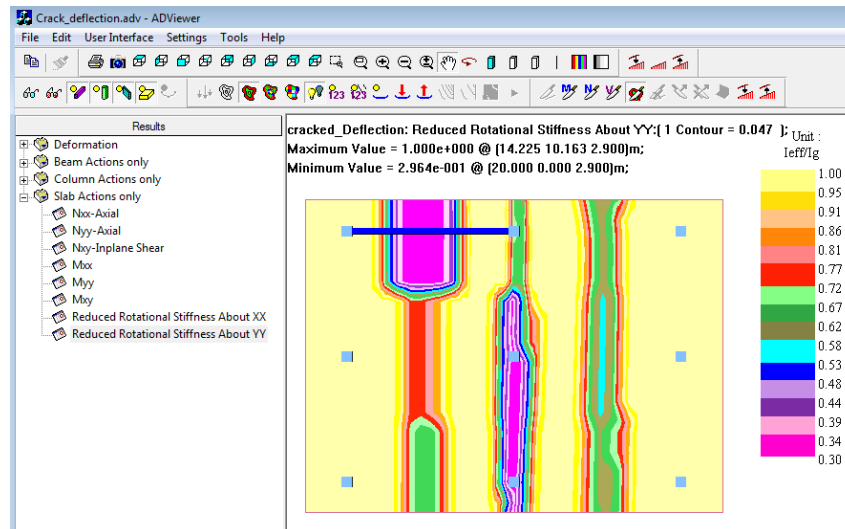 Crack_deflection.adv - ADViewer
File Edit User Interface Settings Tools Help
123 123 M N V
Results
Deformation
Beam Actions only
Column Actions only
Slab Actions only
Nxx-Axial
Nyy-Axial
Nxy-Inplane Shear
Mxx
Myy
Mxy
Reduced Rotational Stiffness About XX
Reduced Rotational Stiffness About YY
cracked_Deflection: Reduced Rotational Stiffness About YY:[ 1 Contour = 0.047 ];
Maximum Value = 1.000e+000 @ (14.225 10.163 2.900)m;
Minimum Value = 2.964e-001 @ (20.000 0.000 2.900)m;
Unit :
Ieff/Ig
1.00
0.95
0.91
0.86
0.81
0.77
0.72
0.67
0.62
0.58
0.53
0.48
0.44
0.39
0.34
0.30